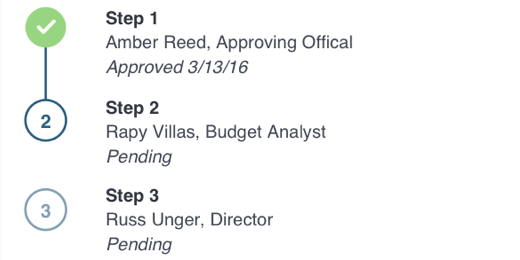 Step 1
Amber Reed, Approving Offical
Approved 3/13/16
2
Step 2
Rapy Villas, Budget Analyst
Pending
3
Step 3
Russ Unger, Director
Pending